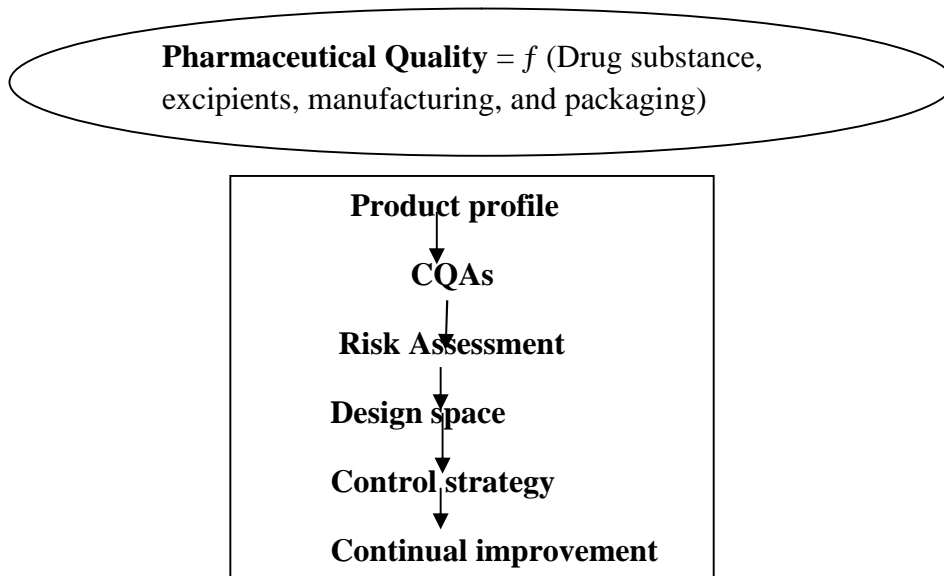 Pharmaceutical Quality = ƒ (Drug substance,
excipients, manufacturing, and packaging)
Product profile
CQAs
Risk Assessment
Design space
Control strategy
Continual improvement